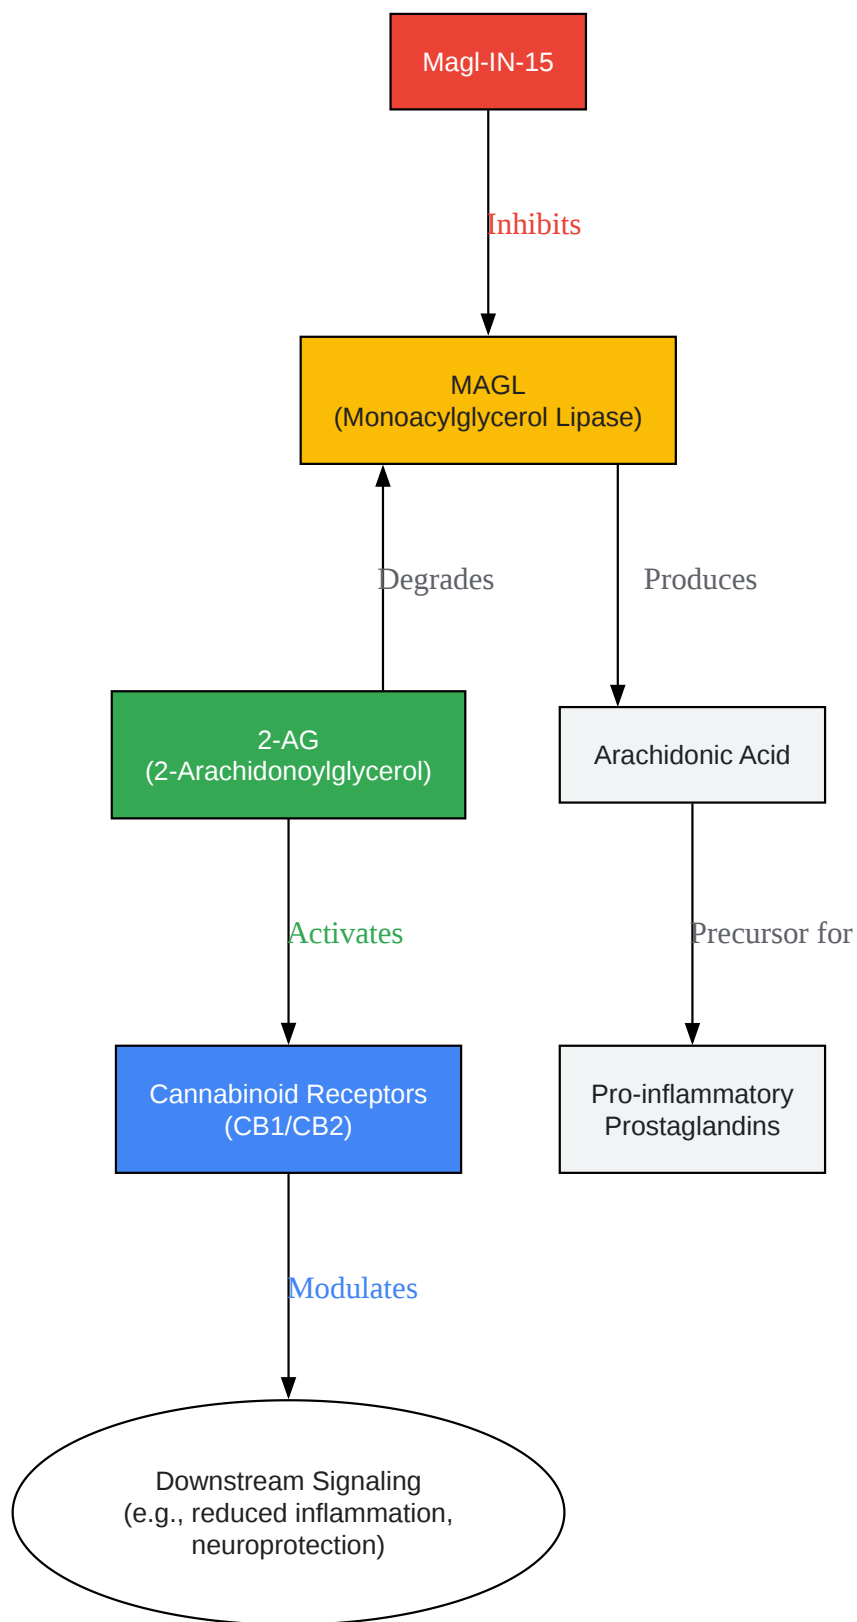 Magl-IN-15
Inhibits
MAGL
(Monoacylglycerol Lipase)
Degrades
Produces
2-AG
(2-Arachidonoylglycerol)
Arachidonic Acid
Activates
Precursor for
Cannabinoid Receptors
(CB1/CB2)
Pro-inflammatory
Prostaglandins
Modulates
Downstream Signaling
(e.g., reduced inflammation,
neuroprotection)